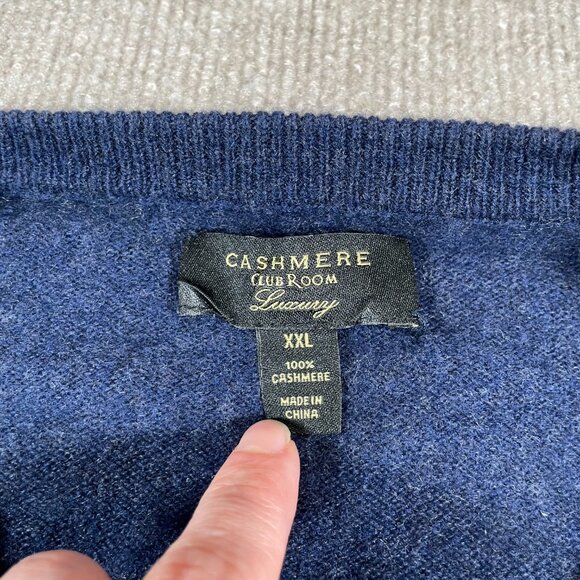 CASHMERE
CLUB ROOM
Luxury
XXL
100%
CASHMERE
MADE IN
CHINA